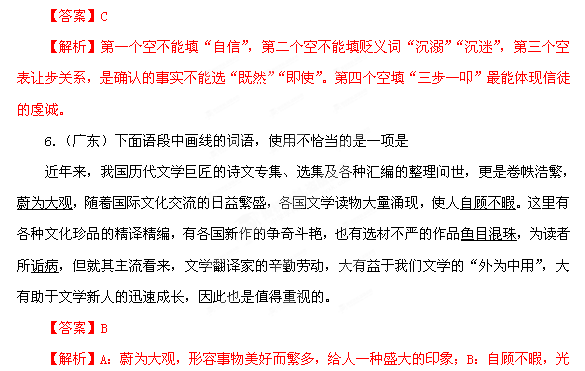 【答案】C
【解析】第一个空不能填“自信”，第二个空不能填贬义词“沉溺”“沉迷”，第三个空
表让步关系，是确认的事实不能选“既然”“即使”。第四个空填“三步一叩”最能体现信徒
的虔诚。
6.（广东）下面语段中画线的词语，使用不恰当的是一项是
近年来，我国历代文学巨匠的诗文专集、选集及各种汇编的整理问世，更是卷帙浩繁，
蔚为大观，随着国际文化交流的日益繁盛，各国文学读物大量涌现，使人自顾不暇。这里有
各种文化珍品的精译精编，有各国新作的争奇斗艳，也有选材不严的作品鱼目混珠，为读者
所诟病，但就其主流看来，文学翻译家的辛勤劳动，大有益于我们文学的“外为中用”，大
有助于文学新人的迅速成长，因此也是值得重视的。
【答案】B
【解析】A：蔚为大观，形容事物美好而繁多，给人一种盛大的印象；B：自顾不暇，光